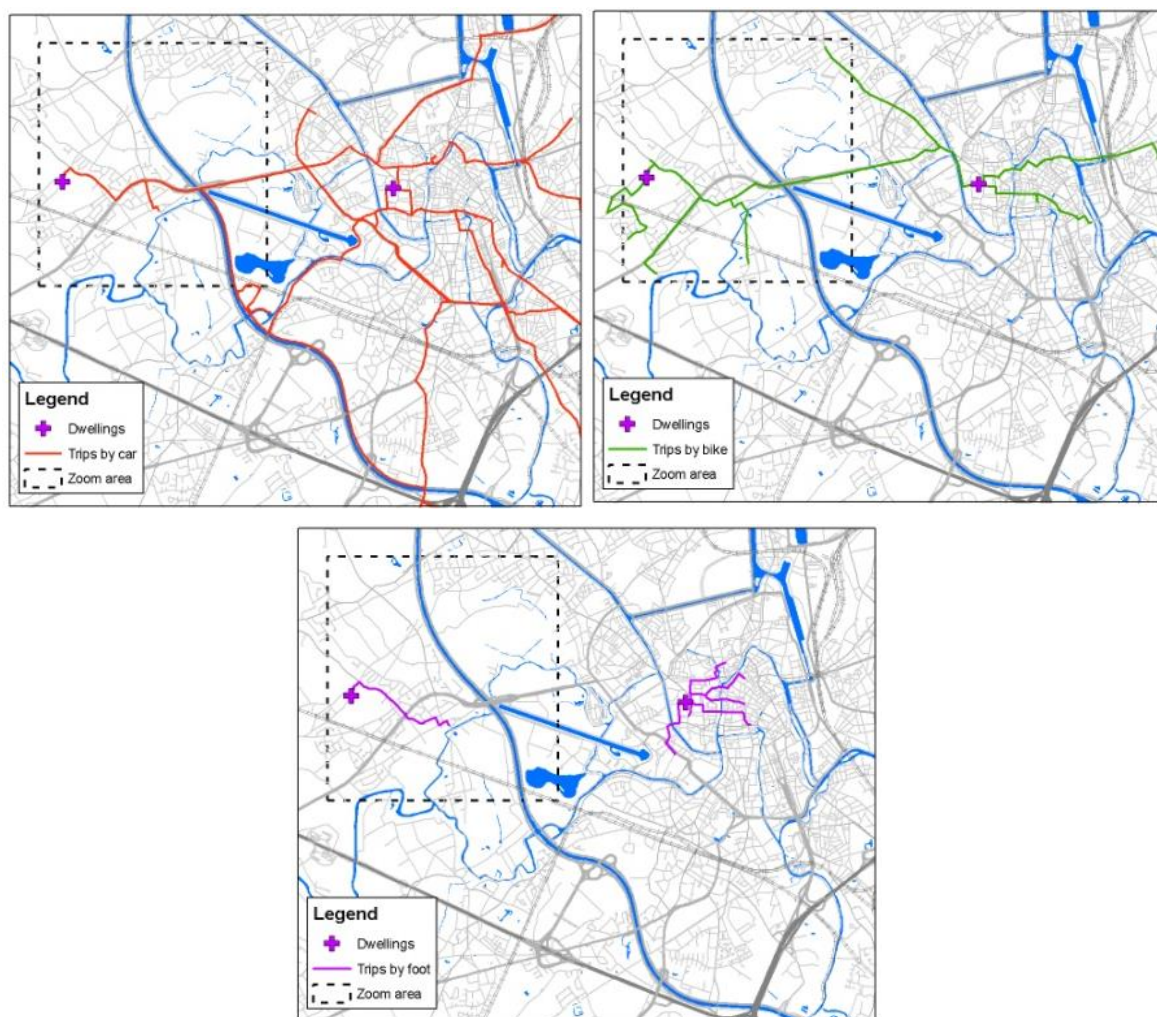 Legend
Dwellings
Trips by car
Zoom area
Legend
Dwellings
Trips by bike
Zoom area
Legend
Dwellings
Trips by foot
Zoom area